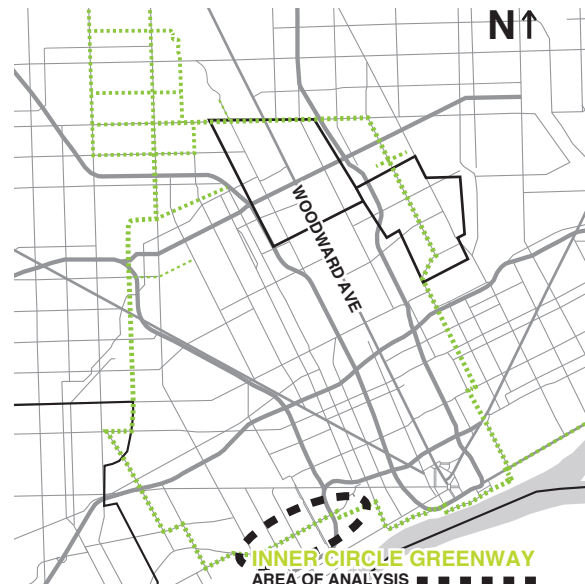 N↑
WOODWARD AVE
INNER CIRCLE GREENWAY
AREA OF ANALYSIS